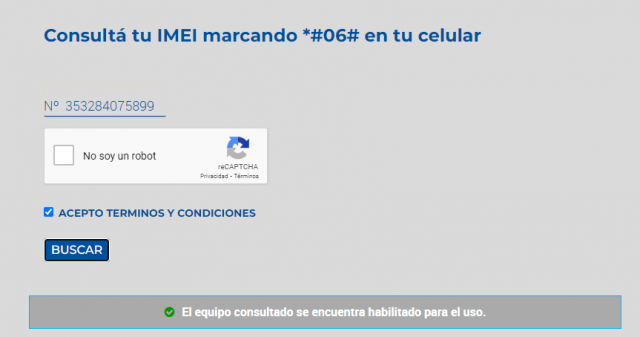 Consultá tu IMEI marcando *#06# en tu celular
Nº 353284075899
No soy un robot
reCAPTCHA
Privacidad - Términos
ACEPTO TERMINOS Y CONDICIONES
BUSCAR
El equipo consultado se encuentra habilitado para el uso.